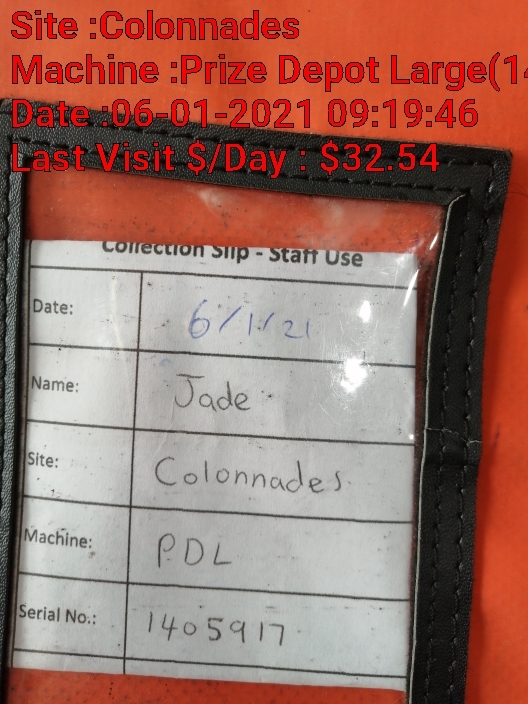 Site :Colonnades
Machine :Prize Depot Large(14
Date :06-01-2021 09:19:46
Last Visit $/Day : $32.54
Collection Slip - Staff Use
Date: 6/1/21
Name: Jade
Site: Colonnades
Machine: PDL
Serial No.: 1405917